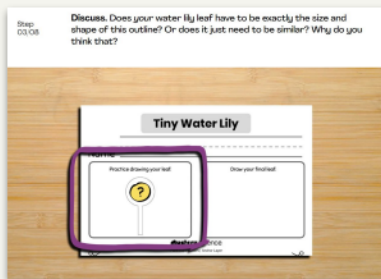 Step
03/08
Discuss. Does your water lily leaf have to be exactly the size and
shape of this outline? Or does it just need to be similar? Why do you
think that?
Tiny Water Lily
Name
Practice drawing your leaf
Draw your final leaf
?